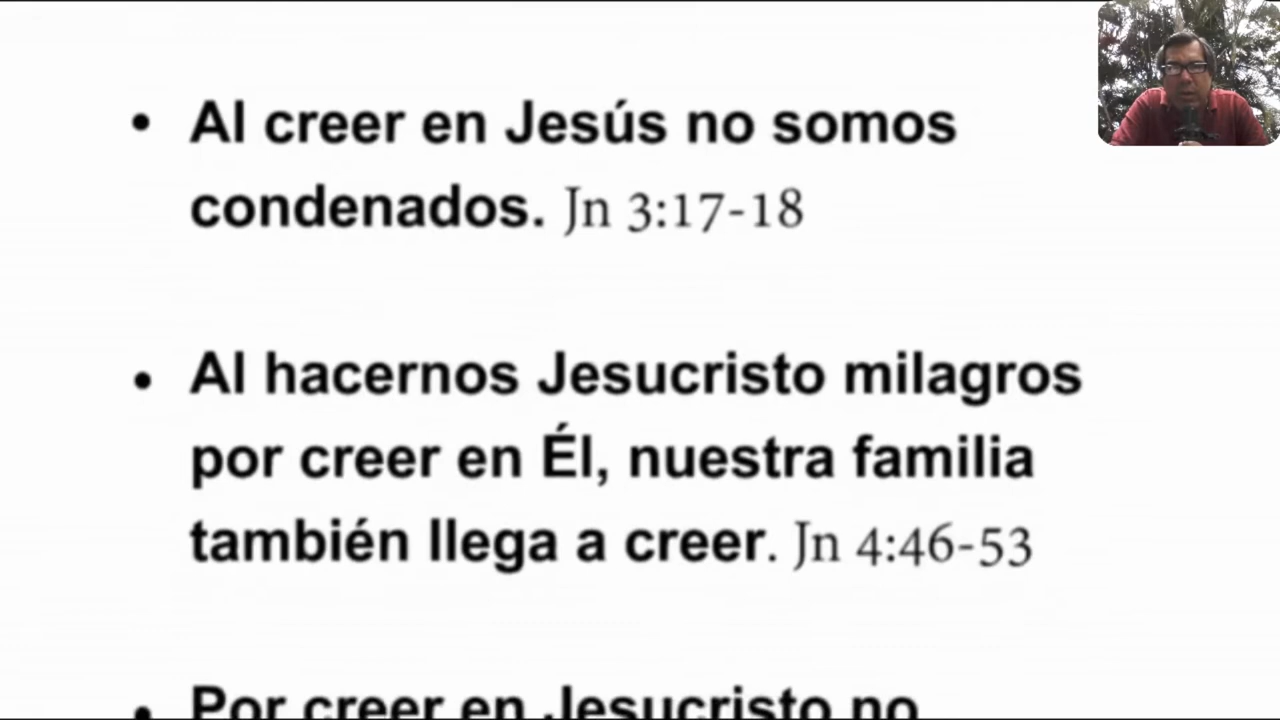 • Al creer en Jesús no somos
condenados. Jn 3:17-18
• Al hacernos Jesucristo milagros
por creer en Él, nuestra familia
también llega a creer. Jn 4:46-53
• Por creer en Jesucristo no